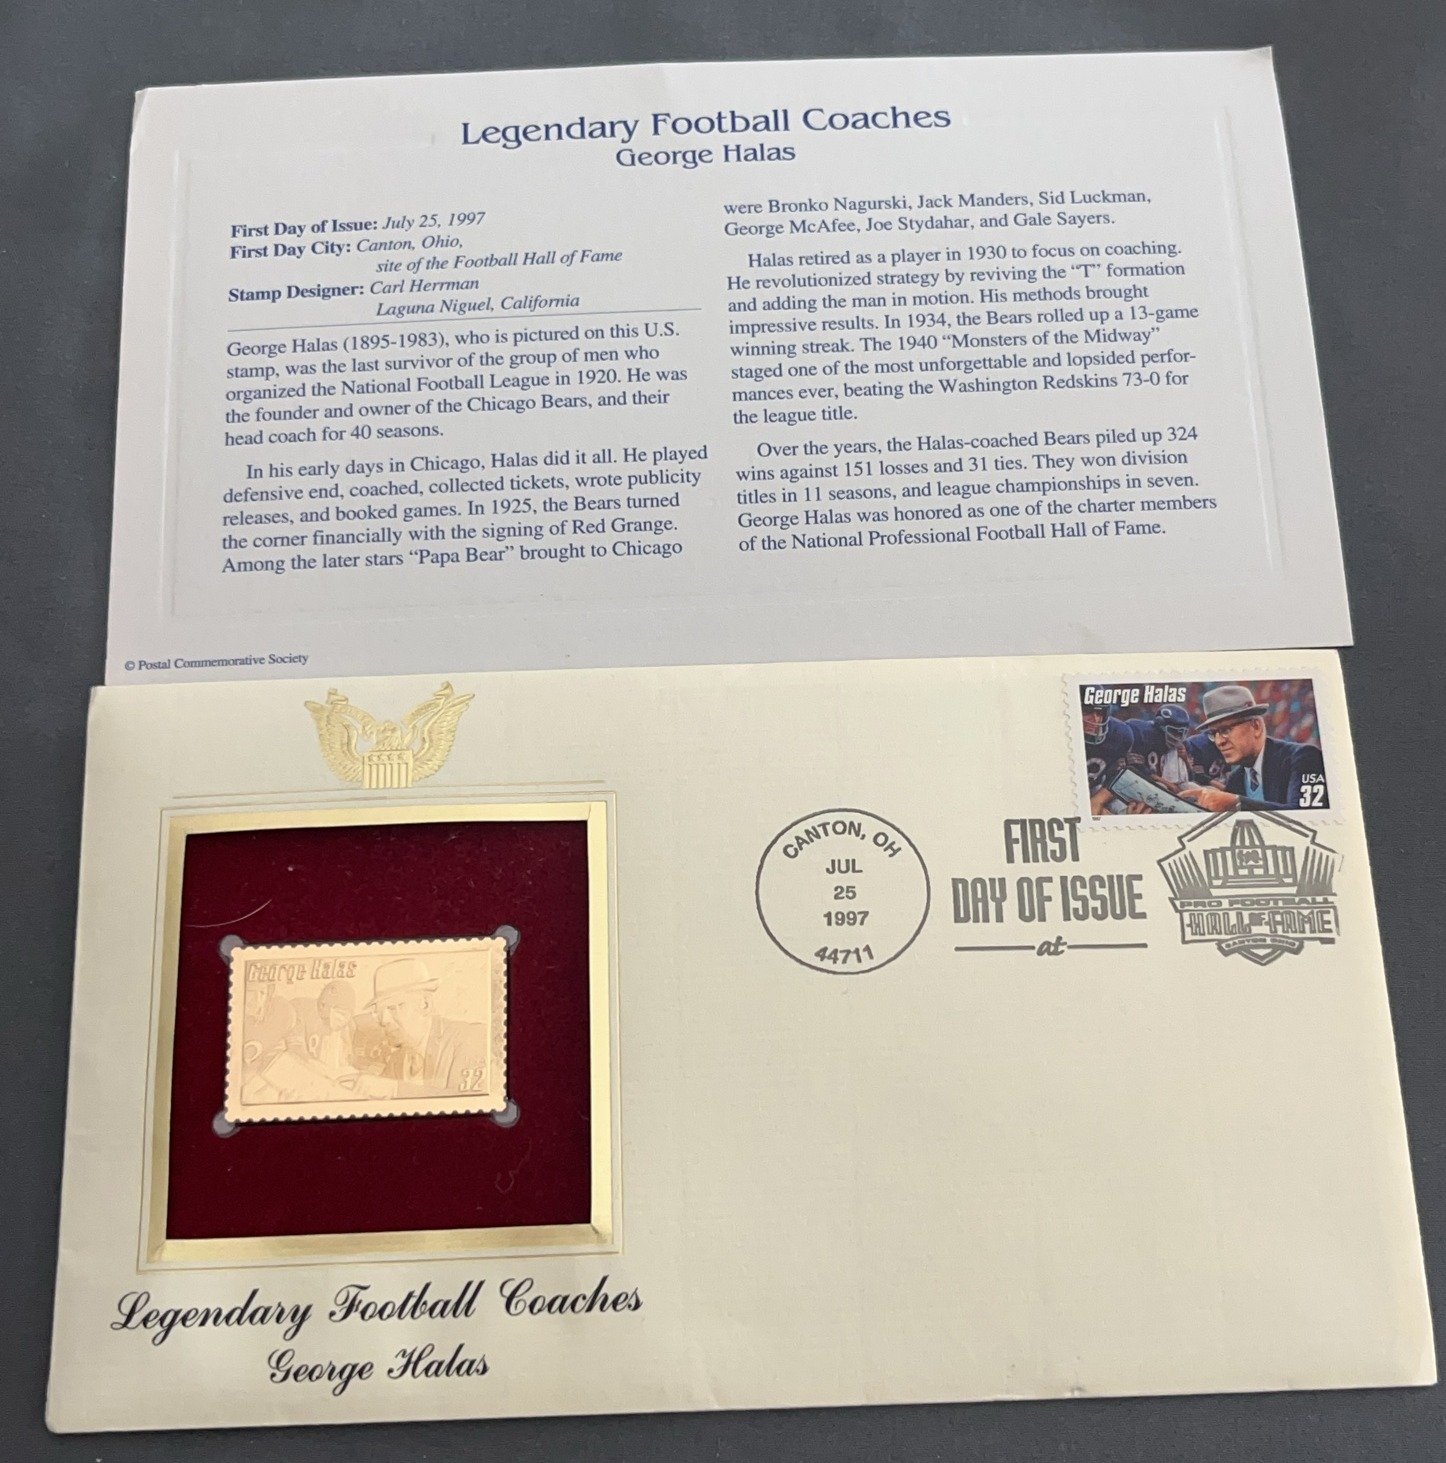 Legendary Football Coaches
George Halas
First Day of Issue: July 25, 1997
First Day City: Canton, Ohio,
site of the Football Hall of Fame
Stamp Designer: Carl Herrman
Laguna Niguel, California
George Halas (1895-1983), who is pictured on this U.S.
stamp, was the last survivor of the group of men who
organized the National Football League in 1920. He was
the founder and owner of the Chicago Bears, and their
head coach for 40 seasons.
In his early days in Chicago, Halas did it all. He played
defensive end, coached, collected tickets, wrote publicity
releases, and booked games. In 1925, the Bears turned
the corner financially with the signing of Red Grange.
Among the later stars “Papa Bear” brought to Chicago
were Bronko Nagurski, Jack Manders, Sid Luckman,
George McAfee, Joe Stydahar, and Gale Sayers.
Halas retired as a player in 1930 to focus on coaching.
He revolutionized strategy by reviving the “T” formation
and adding the man in motion. His methods brought
impressive results. In 1934, the Bears rolled up a 13-game
winning streak. The 1940 “Monsters of the Midway”
staged one of the most unforgettable and lopsided perfor-
mances ever, beating the Washington Redskins 73-0 for
the league title.
Over the years, the Halas-coached Bears piled up 324
wins against 151 losses and 31 ties. They won division
titles in 11 seasons, and league championships in seven.
George Halas was honored as one of the charter members
of the National Professional Football Hall of Fame.
© Postal Commemorative Society
George Halas
USA
32
CANTON, OH
JUL
25
1997
44711
FIRST
DAY OF ISSUE
at
PRO FOOTBALL
HALL OF FAME
CANTON OHIO
George Halas
32
Legendary Football Coaches
George Halas